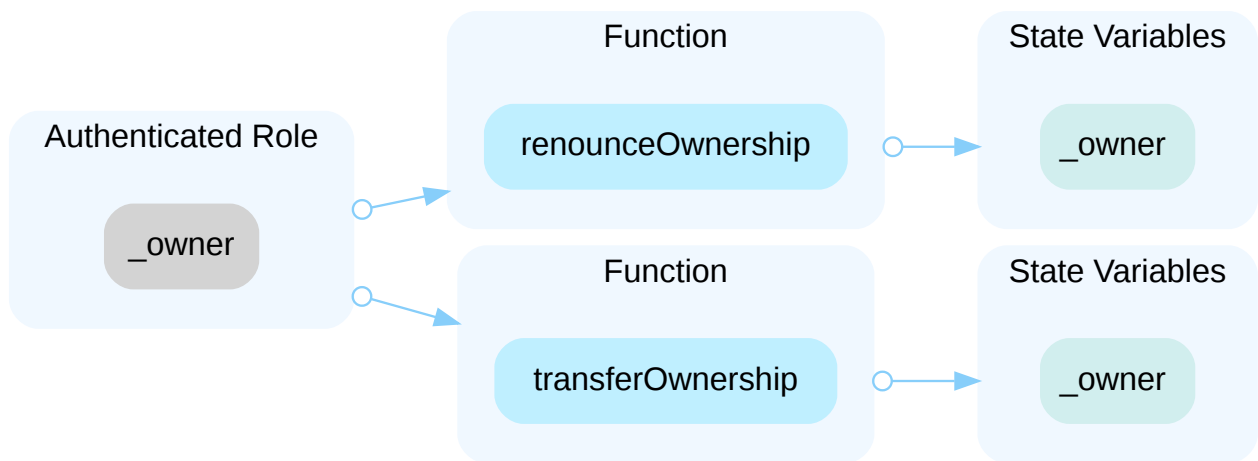 Authenticated Role
_owner
Function
renounceOwnership
State Variables
_owner
Function
transferOwnership
State Variables
_owner